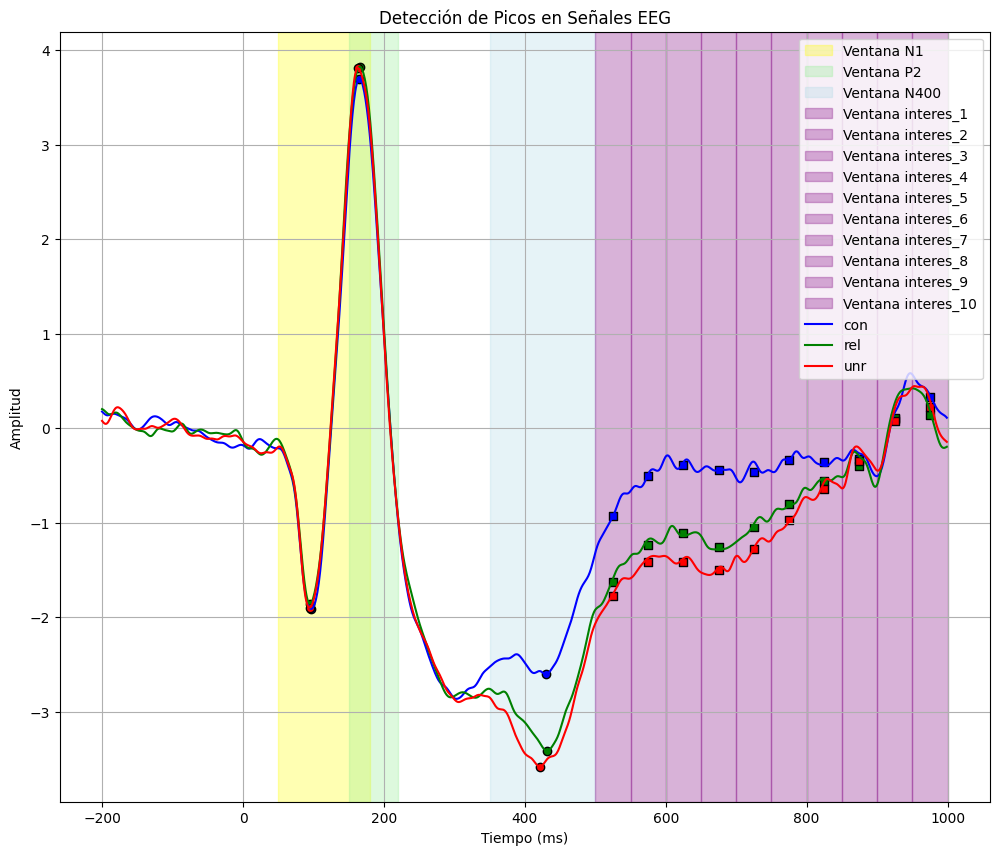 Detección de Picos en Señales EEG
Ventana N1
Ventana P2
Ventana N400
Ventana interes_1
Ventana interes_2
Ventana interes_3
Ventana interes_4
Ventana interes_5
Ventana interes_6
Ventana interes_7
Ventana interes_8
Ventana interes_9
Ventana interes_10
con
rel
unr
Amplitud
4
3
2
1
0
−1
−2
−3
−200
0
200
400
600
800
1000
Tiempo (ms)